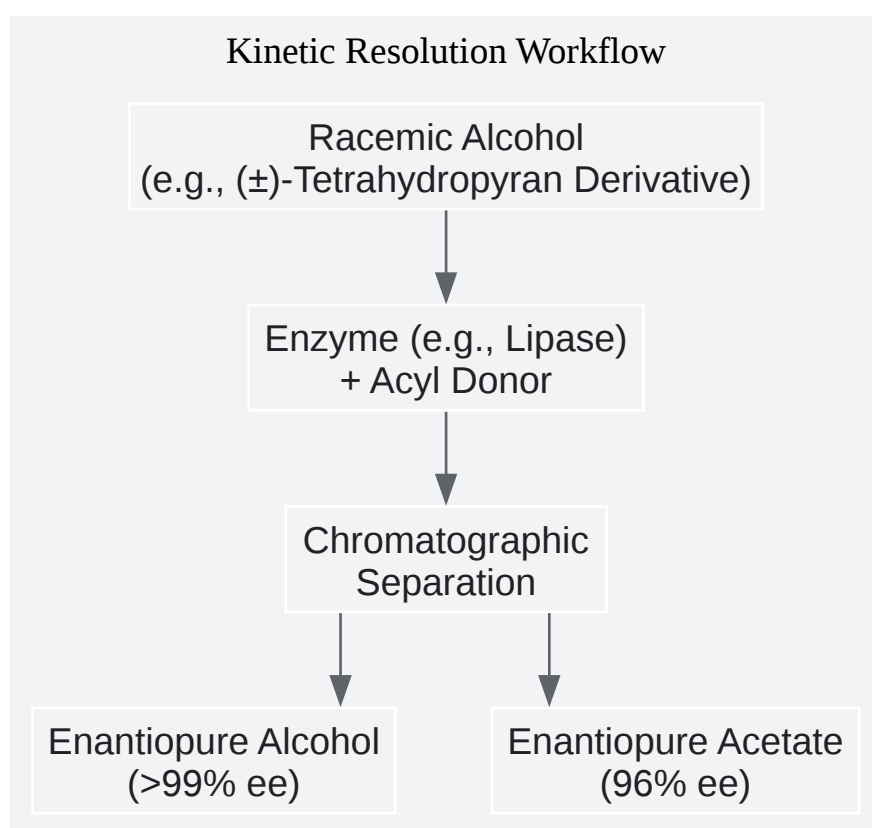 Kinetic Resolution Workflow
Racemic Alcohol
(e.g., (±)-Tetrahydropyran Derivative)
Enzyme (e.g., Lipase)
+ Acyl Donor
Chromatographic
Separation
Enantiopure Alcohol
(>99% ee)
Enantiopure Acetate
(96% ee)